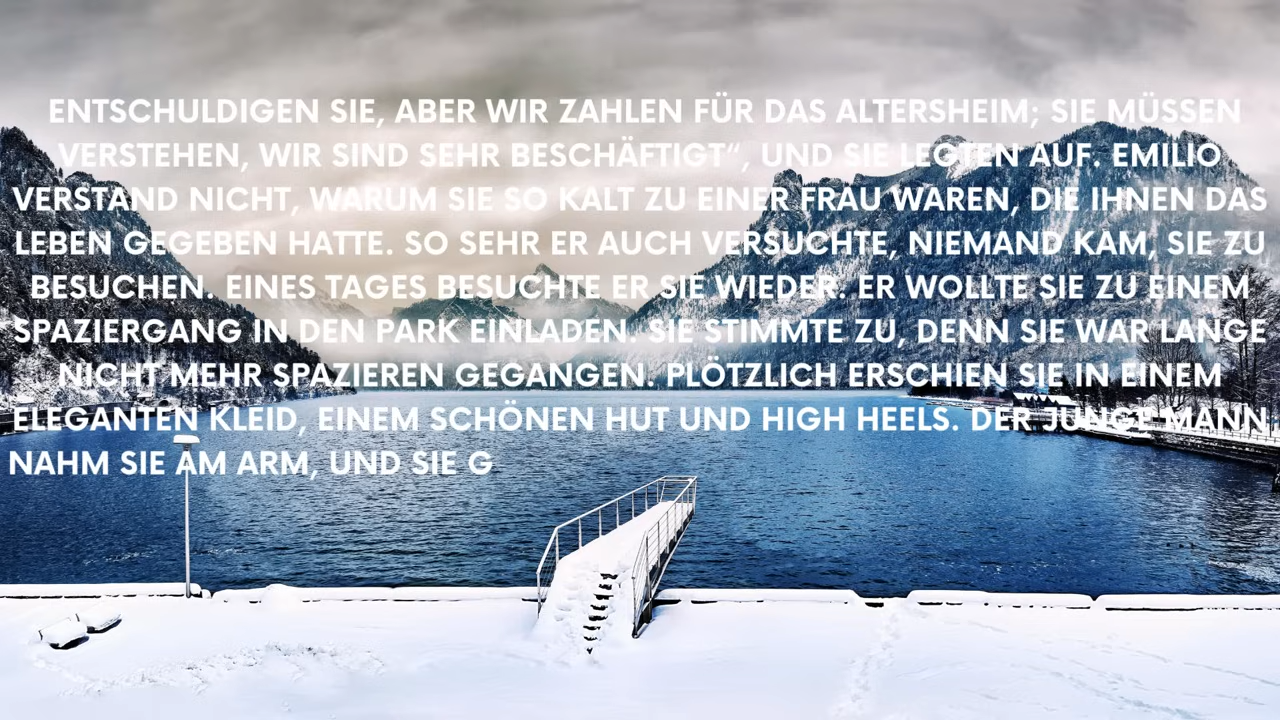 ENTSCHULDIGEN SIE, ABER WIR ZAHLEN FÜR DAS ALTERSHEIM; SIE MÜSSEN
VERSTEHEN, WIR SIND SEHR BESCHÄFTIGT“, UND SIE LEGTEN AUF. EMILIO
VERSTAND NICHT, WARUM SIE SO KALT ZU EINER FRAU WAREN, DIE IHNEN DAS
LEBEN GEGEBEN HATTE. SO SEHR ER AUCH VERSUCHTE, NIEMAND KAM, SIE ZU
BESUCHEN. EINES TAGES BESUCHTE ER SIE WIEDER. ER WOLLTE SIE ZU EINEM
SPAZIERGANG IN DEN PARK EINLADEN. SIE STIMMTE ZU, DENN SIE WAR LANGE
NICHT MEHR SPAZIEREN GEGANGEN. PLÖTZLICH ERSCHIEN SIE IN EINEM
ELEGANTEN KLEID, EINEM SCHÖNEN HUT UND HIGH HEELS. DER JUNGE MANN
NAHM SIE AM ARM, UND SIE G